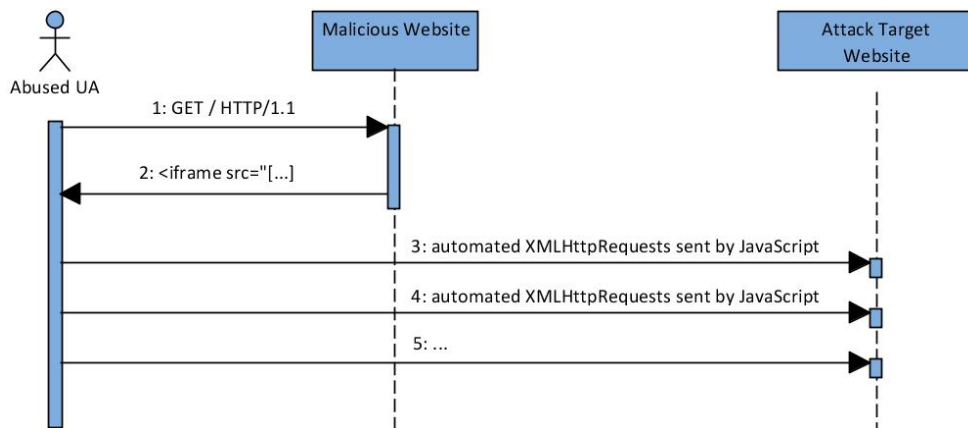 Malicious Website
Attack Target
Website
Abused UA
1: GET / HTTP/1.1
2: <iframe src="[...]
3: automated XMLHttpRequests sent by JavaScript
4: automated XMLHttpRequests sent by JavaScript
5: ...